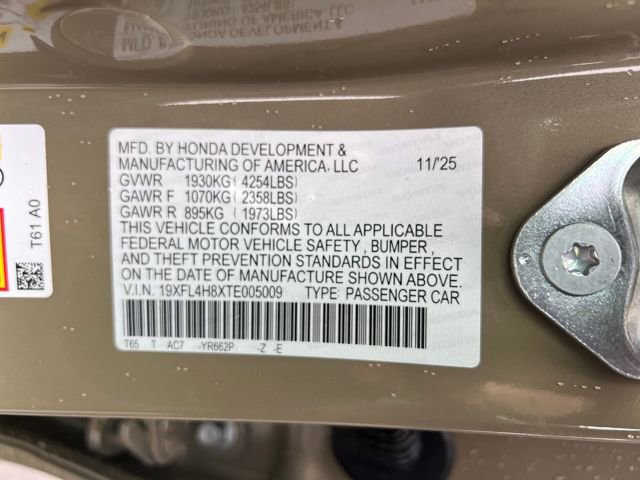 MFD. BY HONDA DEVELOPMENT &
MANUFACTURING OF AMERICA, LLC 11/'25
GVWR 1930KG ( 4254LBS)
GAWR F 1070KG ( 2358LBS)
GAWR R 895KG ( 1973LBS)
THIS VEHICLE CONFORMS TO ALL APPLICABLE
FEDERAL MOTOR VEHICLE SAFETY , BUMPER ,
AND THEFT PREVENTION STANDARDS IN EFFECT
ON THE DATE OF MANUFACTURE SHOWN ABOVE.
V.I.N. 19XFL4H8XTE005009 TYPE: PASSENGER CAR
T65 T AC7 -YR662P -Z -E
T61 A0